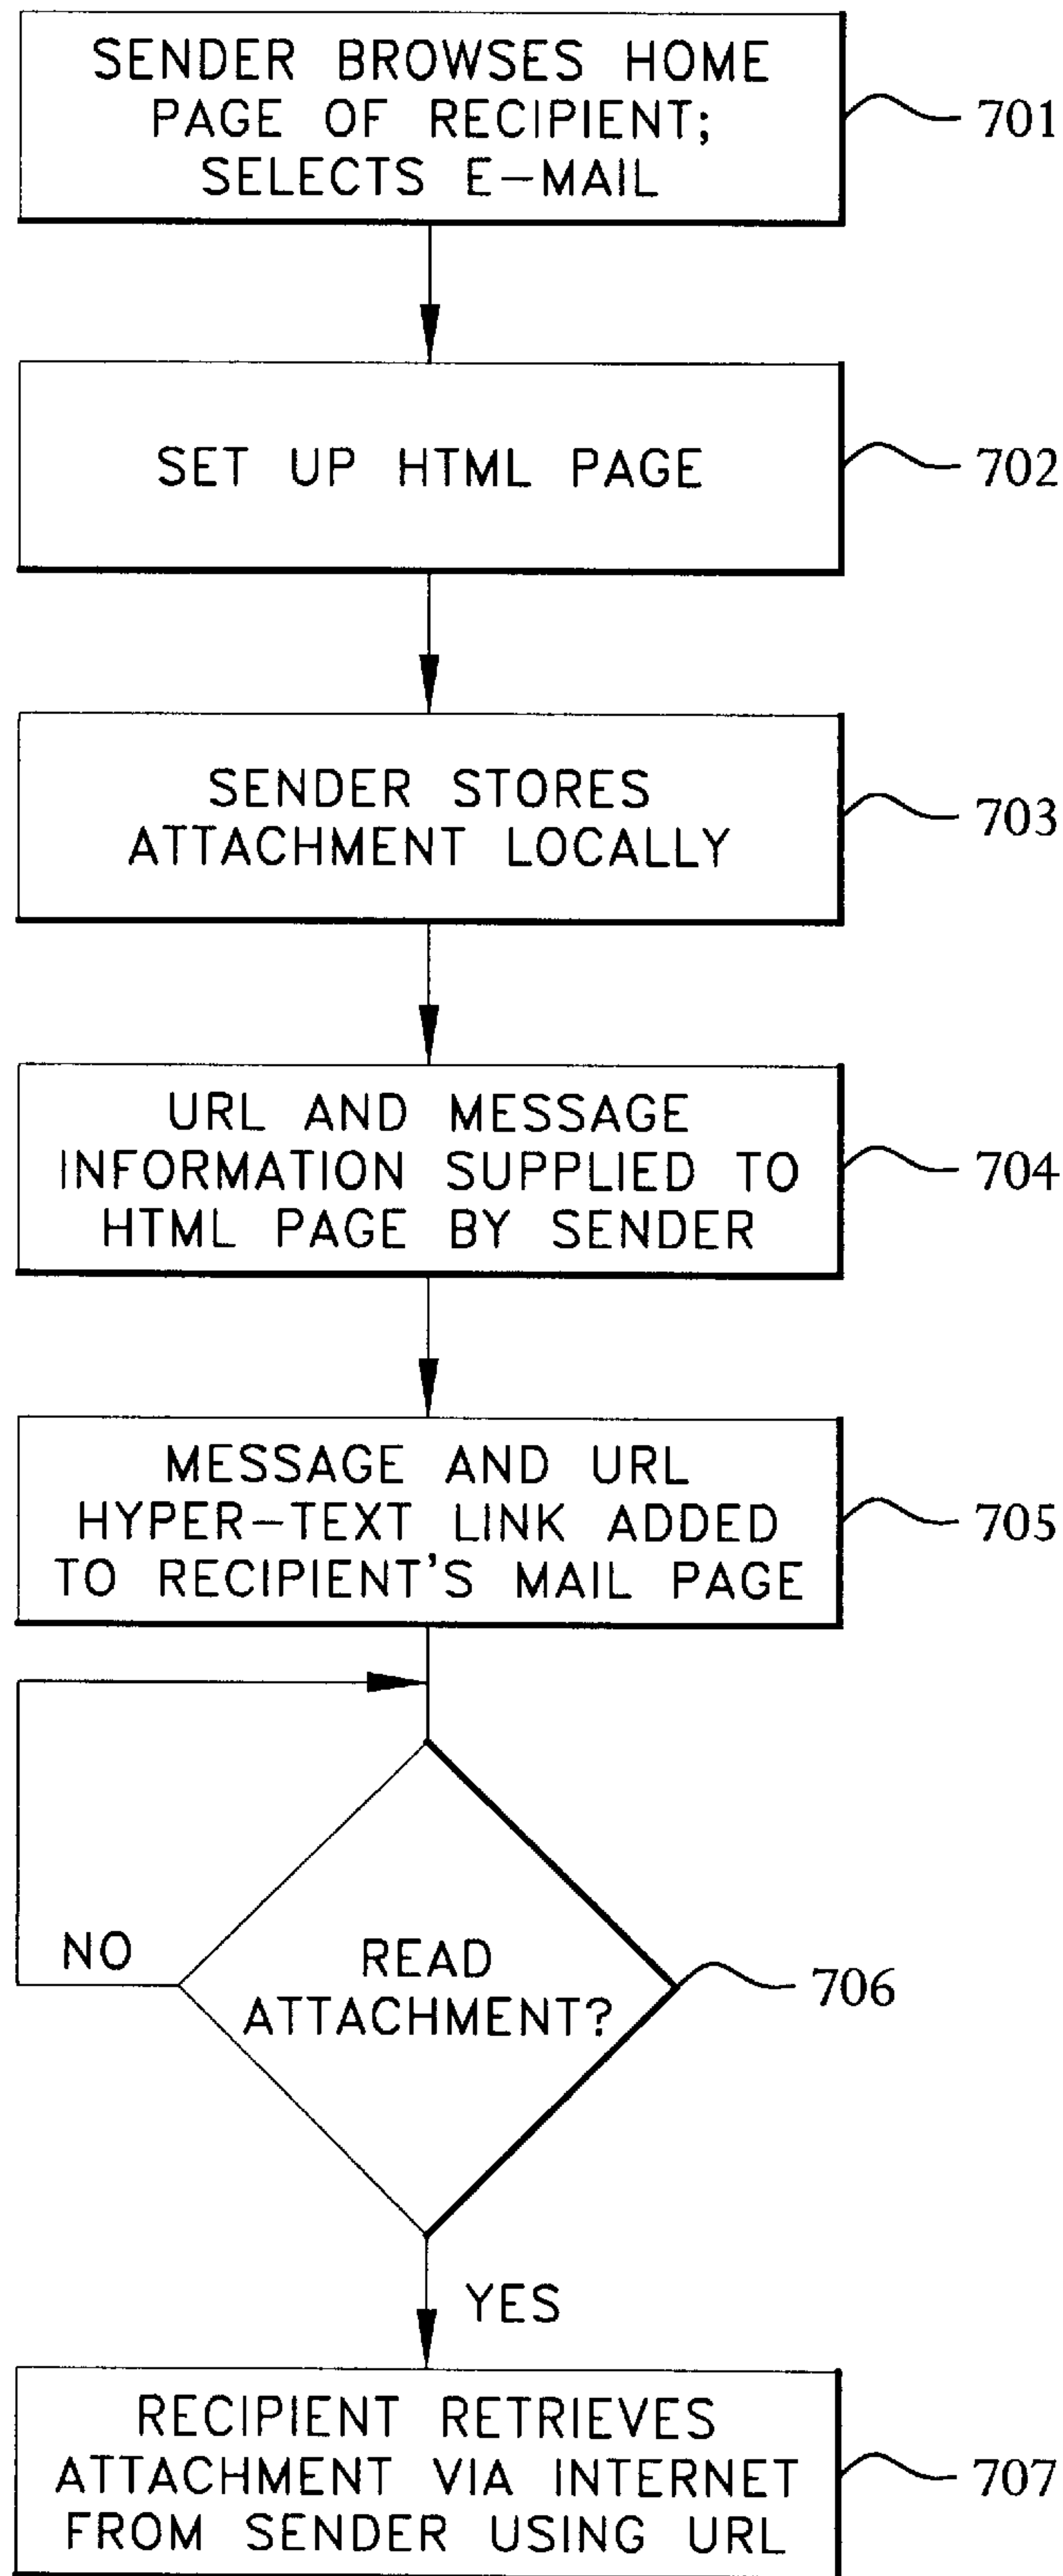 SENDER BROWSES HOME
PAGE OF RECIPIENT;
SELECTS E-MAIL
701
SET UP HTML PAGE
702
SENDER STORES
ATTACHMENT LOCALLY
703
URL AND MESSAGE
INFORMATION SUPPLIED TO
HTML PAGE BY SENDER
704
MESSAGE AND URL
HYPER-TEXT LINK ADDED
TO RECIPIENT'S MAIL PAGE
705
NO
READ
ATTACHMENT?
706
YES
RECIPIENT RETRIEVES
ATTACHMENT VIA INTERNET
FROM SENDER USING URL
707